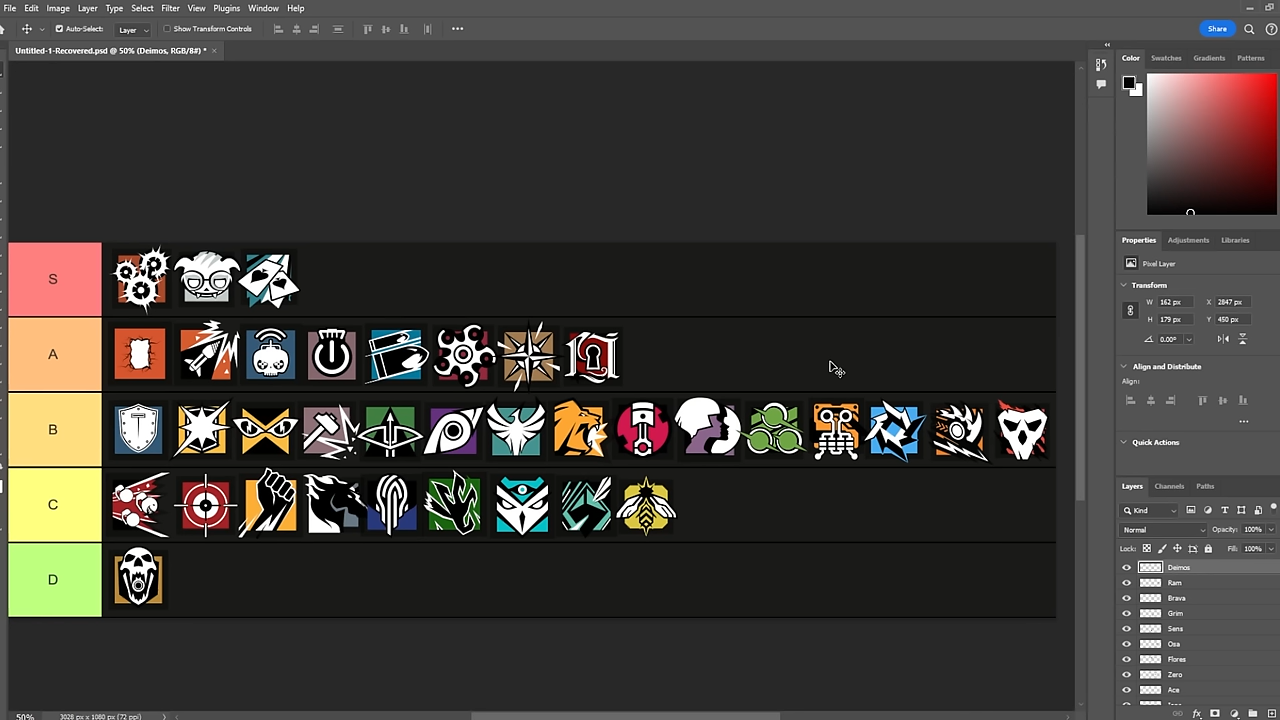 File Edit Image Layer Type Select Filter View Plugins Window Help
Auto-Select: Layer Show Transform Controls
Share
Untitled-1-Recovered.psd @ 50% (Deimos, RGB/8#) * ×
Color Swatches Gradients Patterns
Properties Adjustments Libraries
Pixel Layer
Transform
W 162 px X 2847 px
H 179 px Y 450 px
0.00°
Align and Distribute
Align:
Quick Actions
Layers Channels Paths
Kind
Normal Opacity: 100%
Lock: Fill: 100%
Deimos
Ram
Brava
Grim
Sens
Osa
Flores
Zero
Ace
S
A
B
C
D
50% 3028 px x 1080 px (72 ppi)